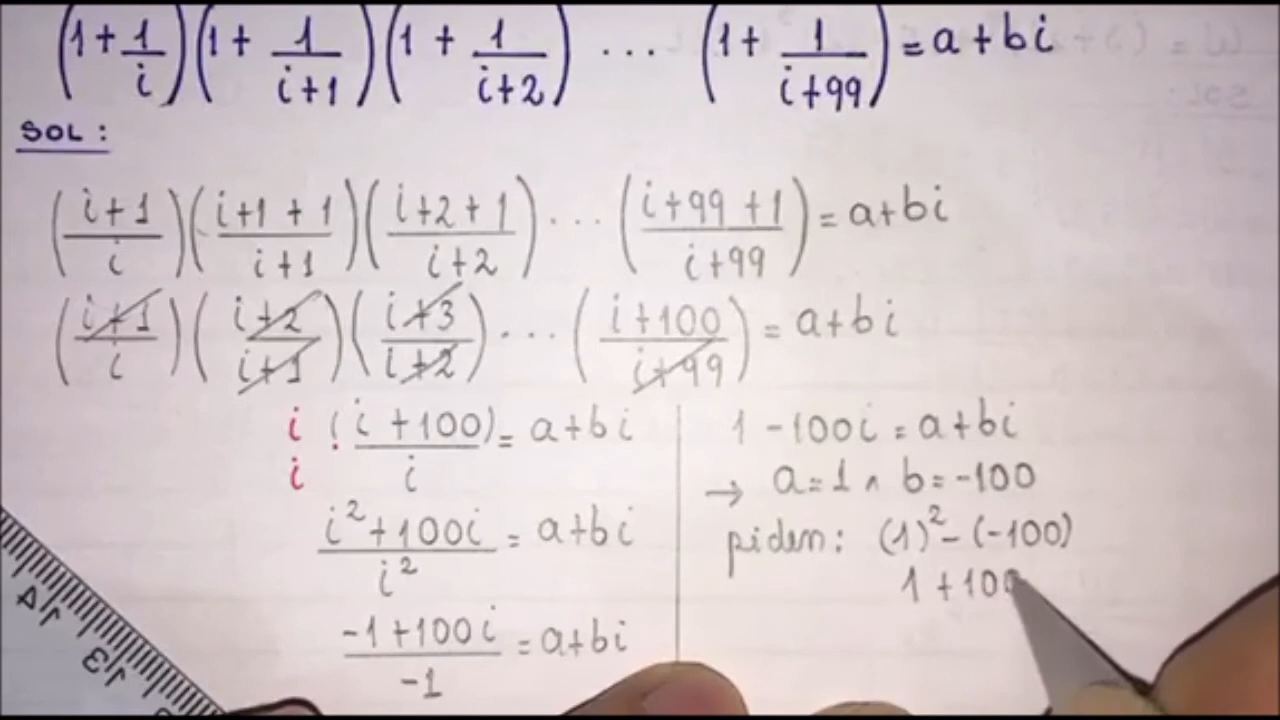 (1+1/i)(1+1/(i+1))(1+1/(i+2)) ... (1+1/(i+99))=a+bi
SOL:
((i+1)/i)((i+1+1)/(i+1))((i+2+1)/(i+2)) ... ((i+99+1)/(i+99))=a+bi
((i+1)/i)((i+2)/(i+1))((i+3)/(i+2)) ... ((i+100)/(i+99))=a+bi
i/i (i+100)/i=a+bi
(i²+100i)/i²=a+bi
(-1+100i)/-1=a+bi
1-100i=a+bi
→ a=1 ∧ b=-100
piden: (1)²-(-100)
1+100
14
13